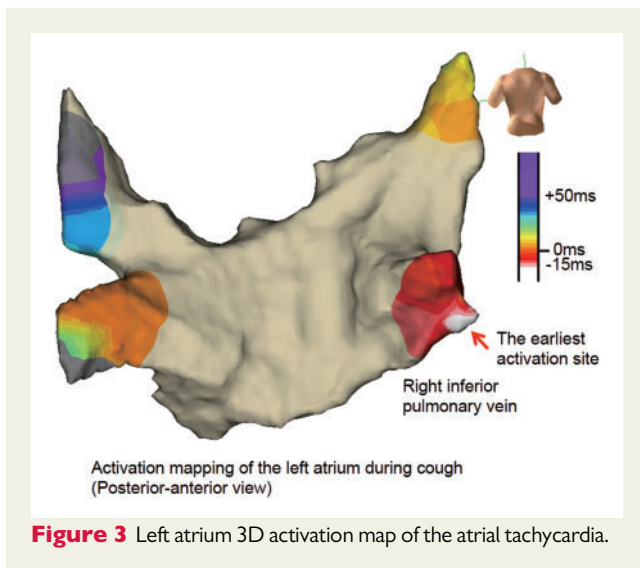 +50ms
0ms
-15ms
The earliest
activation site
Right inferior
pulmonary vein
Activation mapping of the left atrium during cough
(Posterior-anterior view)
Figure 3 Left atrium 3D activation map of the atrial tachycardia.